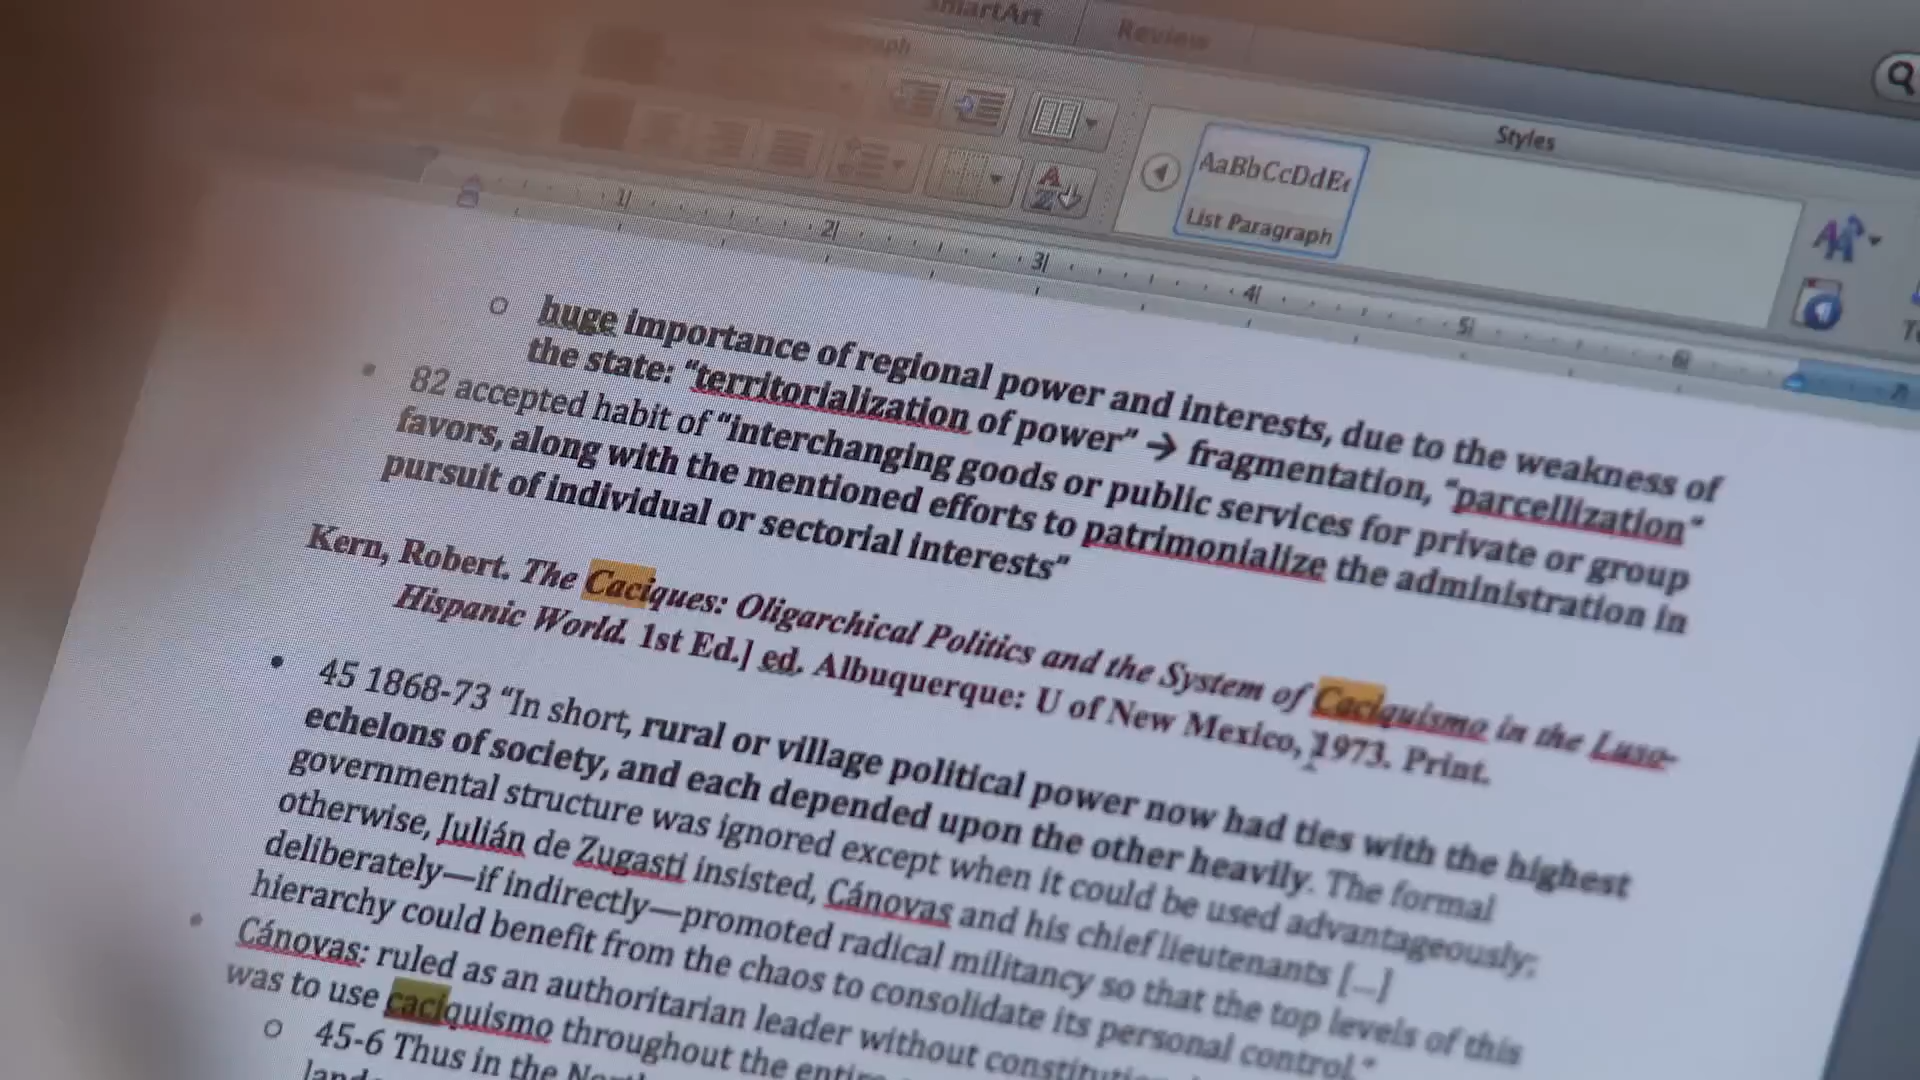 SmartArt Review
Styles
AaBbCcDdEe
List Paragraph
1 2 3 4 5 6
huge importance of regional power and interests, due to the weakness of
the state: “territorialization of power” → fragmentation, “parcellization”
82 accepted habit of “interchanging goods or public services for private or group
favors, along with the mentioned efforts to patrimonialize the administration in
pursuit of individual or sectorial interests”
Kern, Robert. The Caciques: Oligarchical Politics and the System of Caciquismo in the Luso-
Hispanic World. 1st Ed.] ed. Albuquerque: U of New Mexico, 1973. Print.
45 1868-73 “In short, rural or village political power now had ties with the highest
echelons of society, and each depended upon the other heavily. The formal
governmental structure was ignored except when it could be used advantageously;
otherwise, Julián de Zugasti insisted, Cánovas and his chief lieutenants [...]
deliberately—if indirectly—promoted radical militancy so that the top levels of this
hierarchy could benefit from the chaos to consolidate its personal control.”
Cánovas: ruled as an authoritarian leader without
was to use caciquismo throughout the
45-6 Thus in the